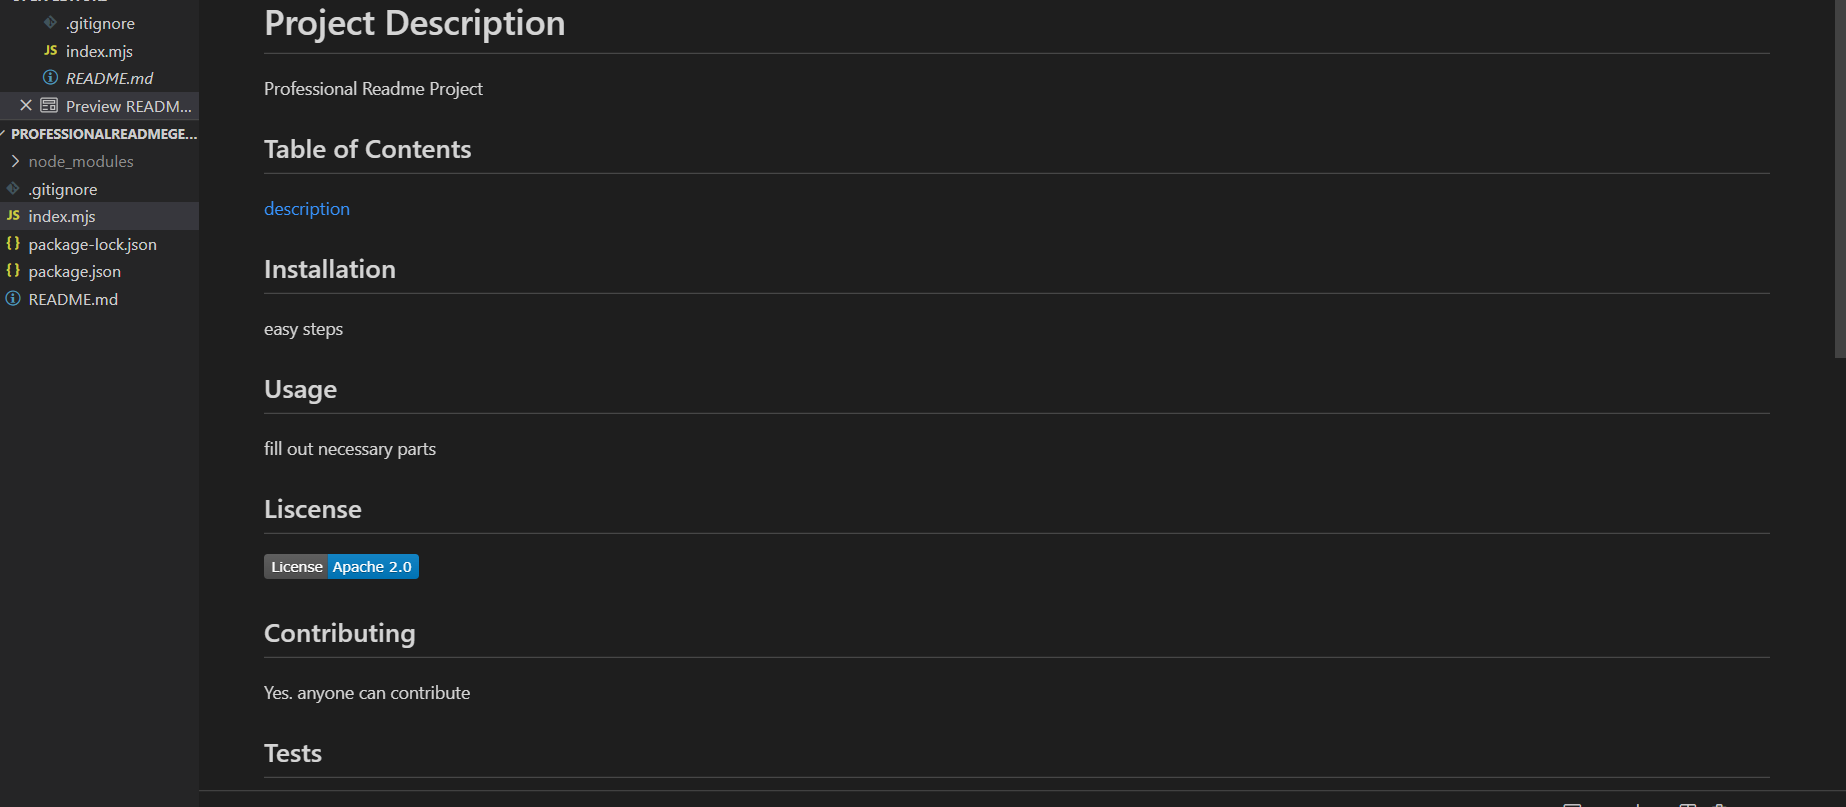 .gitignore
JS index.mjs
README.md
Preview READM...
PROFESSIONALREADMEGE...
node_modules
.gitignore
JS index.mjs
{} package-lock.json
{} package.json
README.md
Project Description
Professional Readme Project
Table of Contents
description
Installation
easy steps
Usage
fill out necessary parts
Liscense
License Apache 2.0
Contributing
Yes. anyone can contribute
Tests